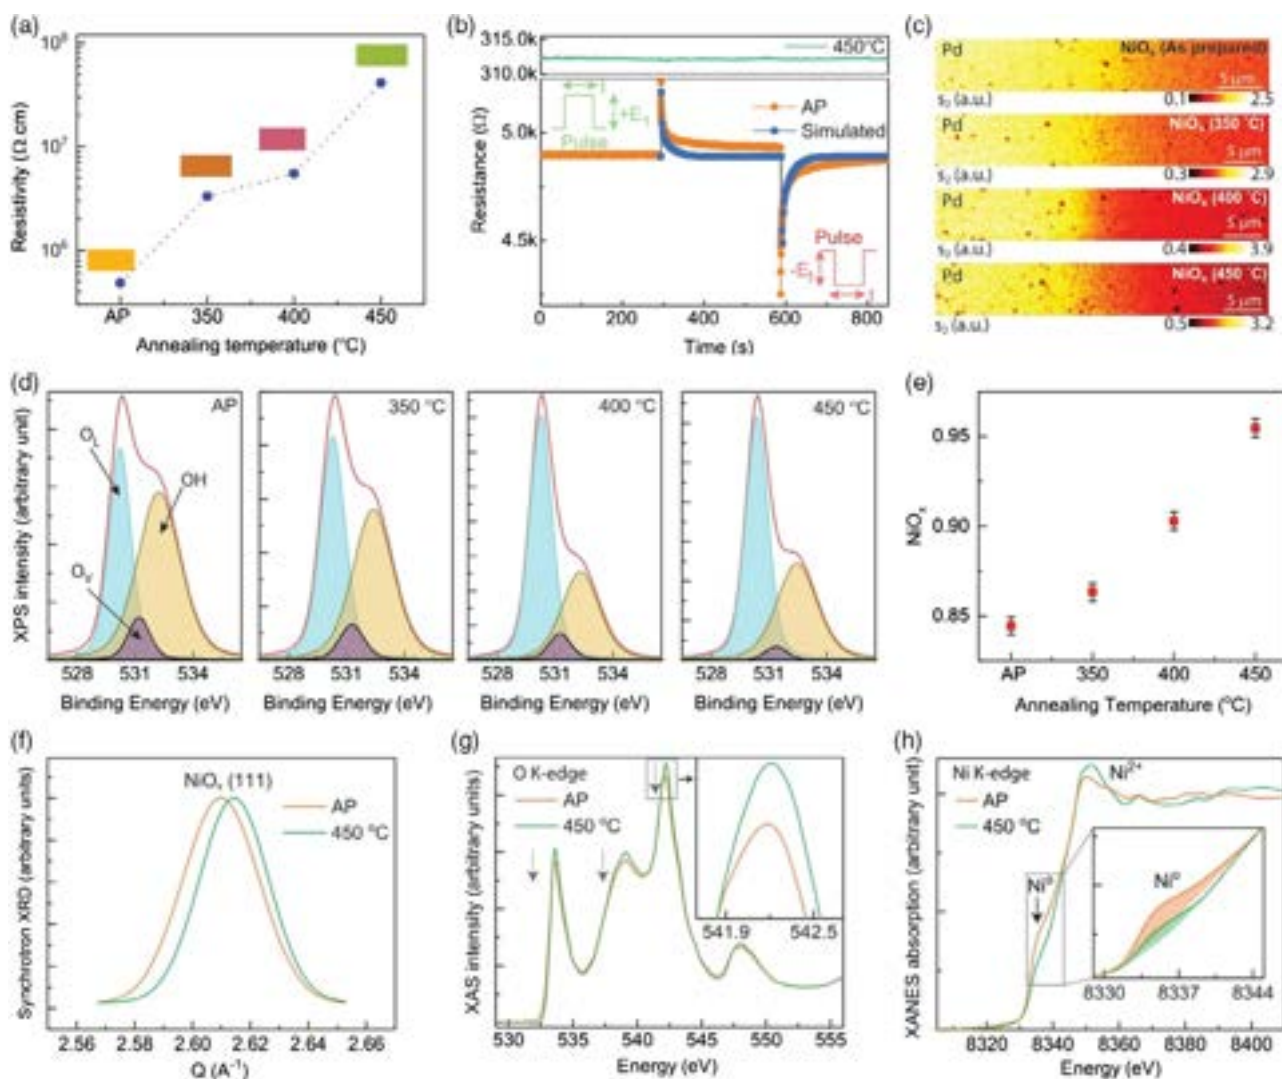 (a)
10⁸
10⁷
10⁶
Resistivity (Ω cm)
AP 350 400 450
Annealing temperature (°C)
(b)
315.0k
310.0k
450°C
5.0k
4.5k
Resistance (Ω)
+E₁
Pulse
AP
Simulated
Pulse
-E₁
t
0 200 400 600 800
Time (s)
(c)
Pd NiOₓ (As prepared)
5 μm
s₂ (a.u.) 0.1 2.5
Pd NiOₓ (350 °C)
5 μm
s₂ (a.u.) 0.3 2.9
Pd NiOₓ (400 °C)
5 μm
s₂ (a.u.) 0.4 3.9
Pd NiOₓ (450 °C)
5 μm
s₂ (a.u.) 0.5 3.2
(d)
XPS intensity (arbitrary unit)
AP
O_L
OH
O_V
350 °C
400 °C
450 °C
528 531 534
528 531 534
528 531 534
528 531 534
Binding Energy (eV)
Binding Energy (eV)
Binding Energy (eV)
Binding Energy (eV)
(e)
0.95
0.90
0.85
NiOₓ
AP 350 400 450
Annealing Temperature (°C)
(f)
Synchrotron XRD (arbitrary units)
NiOₓ (111)
AP
450 °C
2.56 2.58 2.60 2.62 2.64 2.66
Q (A⁻¹)
(g)
XAS intensity (arbitrary units)
O K-edge
AP
450 °C
541.9 542.5
530 535 540 545 550 555
Energy (eV)
(h)
XANES absorption (arbitrary unit)
Ni K-edge
AP
450 °C
Ni²⁺
Ni⁰
Ni⁰
8330 8337 8344
8320 8340 8360 8380 8400
Energy (eV)